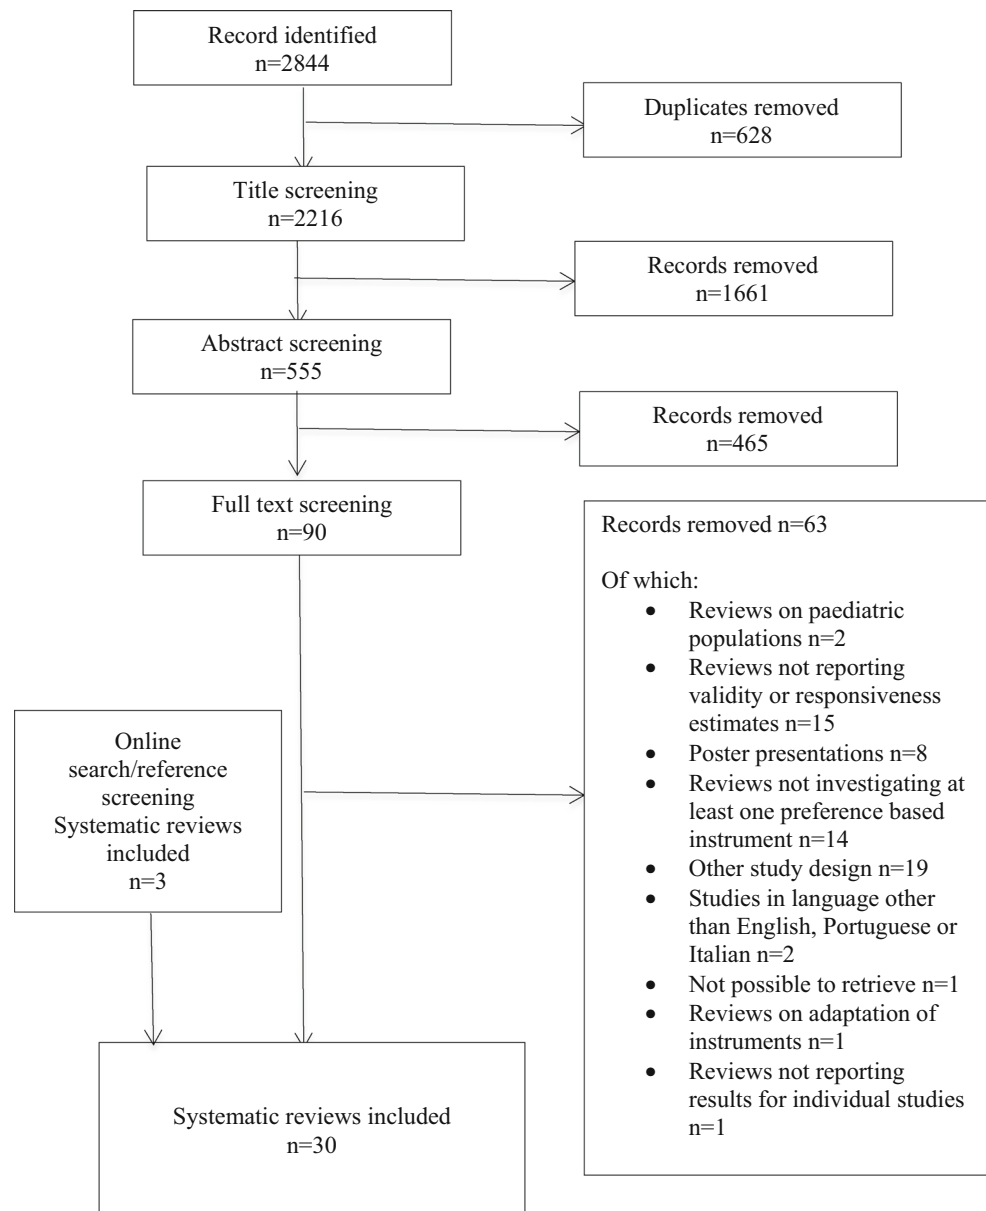 Record identified
n=2844
Duplicates removed
n=628
Title screening
n=2216
Records removed
n=1661
Abstract screening
n=555
Records removed
n=465
Full text screening
n=90
Records removed n=63
Of which:
• Reviews on paediatric
populations n=2
• Reviews not reporting
validity or responsiveness
estimates n=15
• Poster presentations n=8
• Reviews not investigating at
least one preference based
instrument n=14
• Other study design n=19
• Studies in language other
than English, Portuguese or
Italian n=2
• Not possible to retrieve n=1
• Reviews on adaptation of
instruments n=1
• Reviews not reporting
results for individual studies
n=1
Online
search/reference
screening
Systematic reviews
included
n=3
Systematic reviews included
n=30